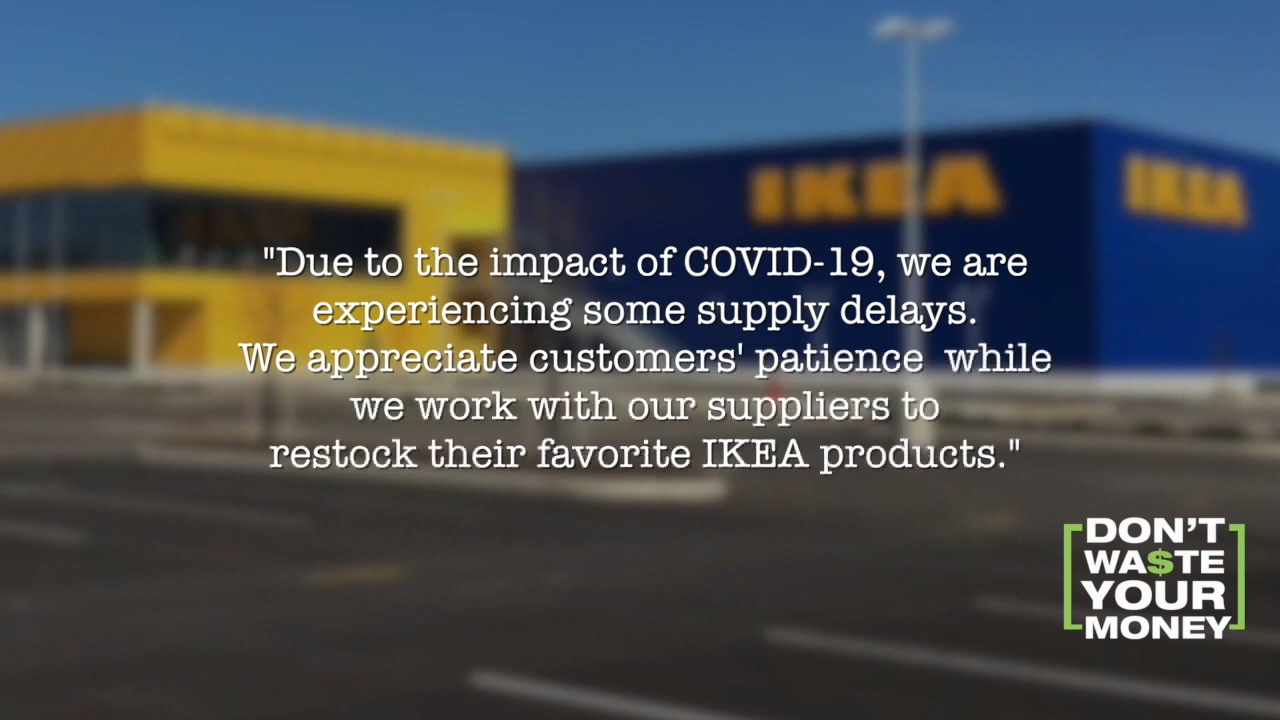 IKEA
IKEA
"Due to the impact of COVID-19, we are
experiencing some supply delays.
We appreciate customers' patience  while
we work with our suppliers to
restock their favorite IKEA products."
DON'T
WA$TE
YOUR
MONEY